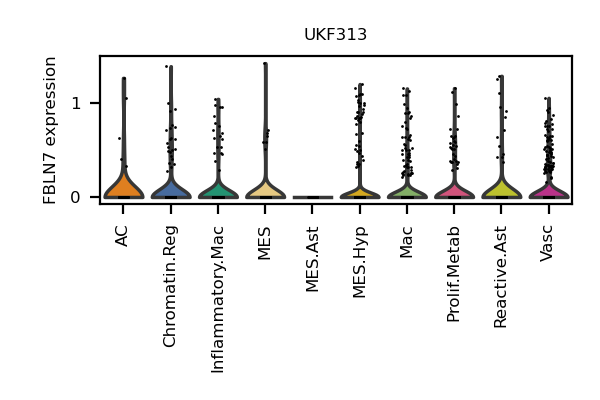 UKF313
FBLN7 expression
1
0
AC
Chromatin.Reg
Inflammatory.Mac
MES
MES.Ast
MES.Hyp
Mac
Prolif.Metab
Reactive.Ast
Vasc